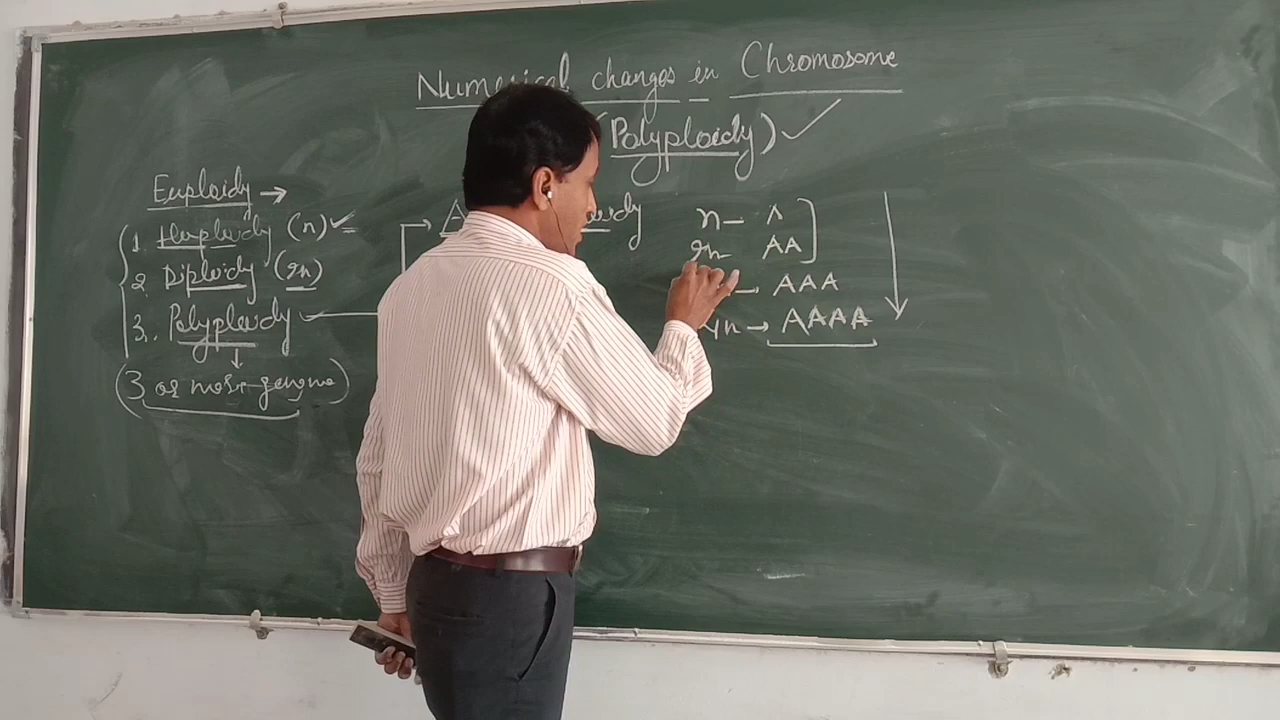 Numerical changes in Chromosome
(Polyploidy) ✓
Euploidy →
1. Haploidy (n) ✓
2. Diploidy (2n)
3. Polyploidy
↓
(3 or more genome)
n – A
2n AA
→ AAA
4n → AAAA